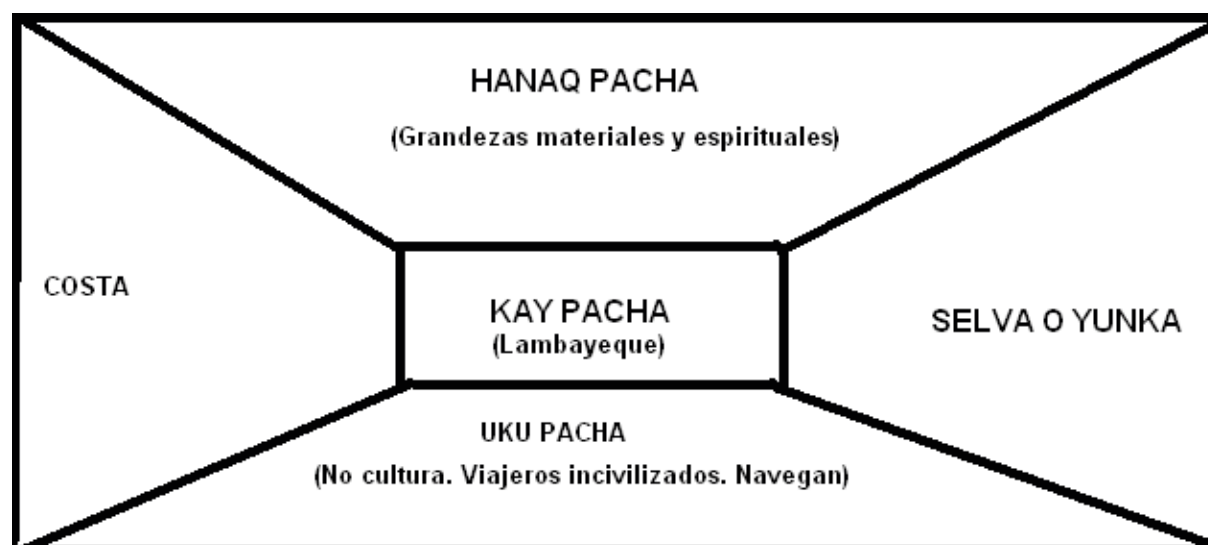 HANAQ PACHA
(Grandezas materiales y espirituales)
COSTA
KAY PACHA
(Lambayeque)
SELVA O YUNKA
UKU PACHA
(No cultura. Viajeros incivilizados. Navegan)